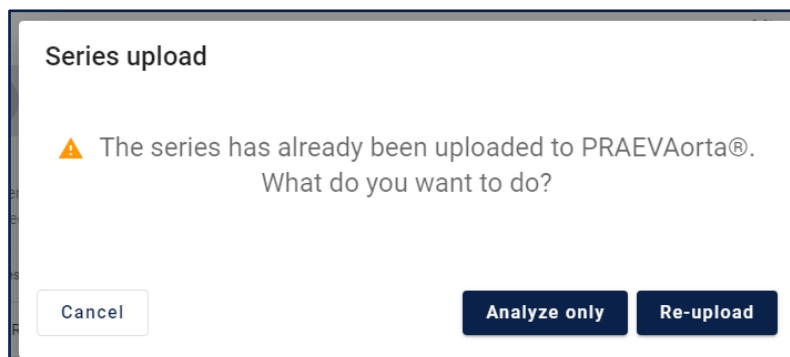 Series upload
The series has already been uploaded to PRAEVAorta®.
What do you want to do?
Cancel
Analyze only
Re-upload